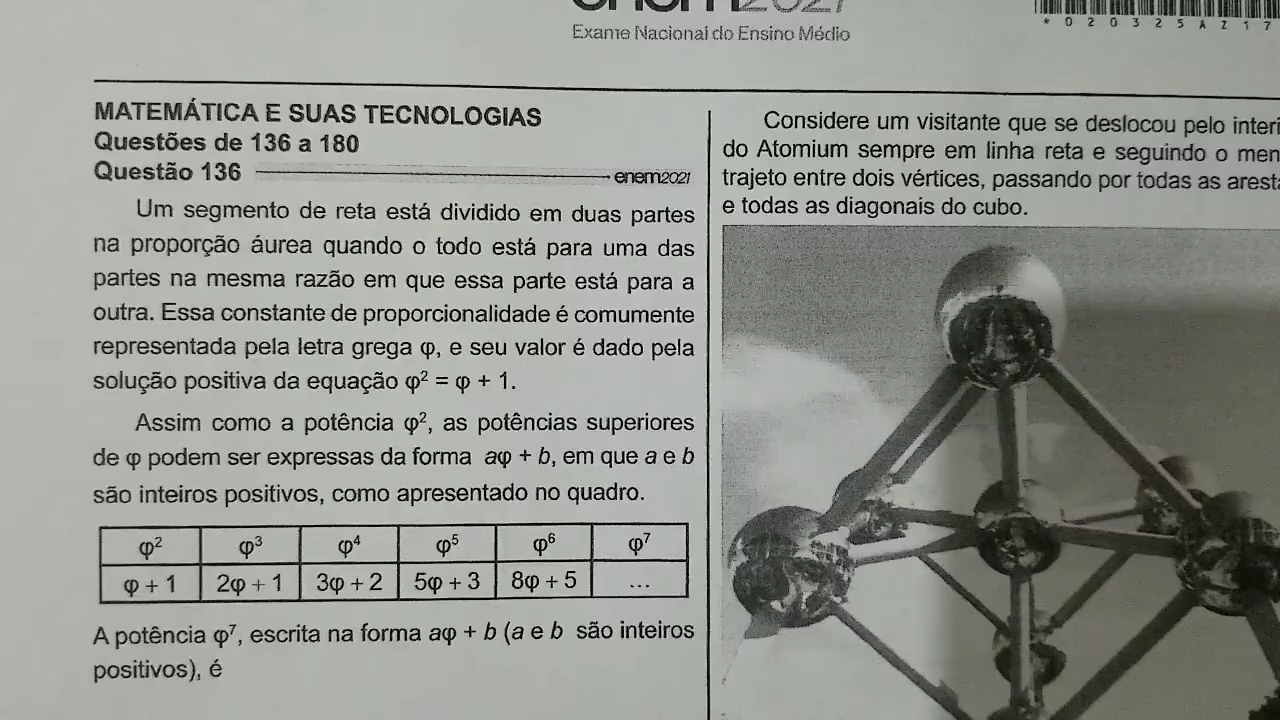 Exame Nacional do Ensino Médio
*020325AZ17
MATEMÁTICA E SUAS TECNOLOGIAS
Questões de 136 a 180
Questão 136
enem2021
Um segmento de reta está dividido em duas partes
na proporção áurea quando o todo está para uma das
partes na mesma razão em que essa parte está para a
outra. Essa constante de proporcionalidade é comumente
representada pela letra grega φ, e seu valor é dado pela
solução positiva da equação φ² = φ + 1.
Assim como a potência φ², as potências superiores
de φ podem ser expressas da forma aφ + b, em que a e b
são inteiros positivos, como apresentado no quadro.
φ² φ³ φ⁴ φ⁵ φ⁶ φ⁷
φ + 1 2φ + 1 3φ + 2 5φ + 3 8φ + 5 ...
A potência φ⁷, escrita na forma aφ + b (a e b são inteiros
positivos), é
Considere um visitante que se deslocou pelo
do Atomium sempre em linha reta e seguindo o
trajeto entre dois vértices, passando por todas as
e todas as diagonais do cubo.